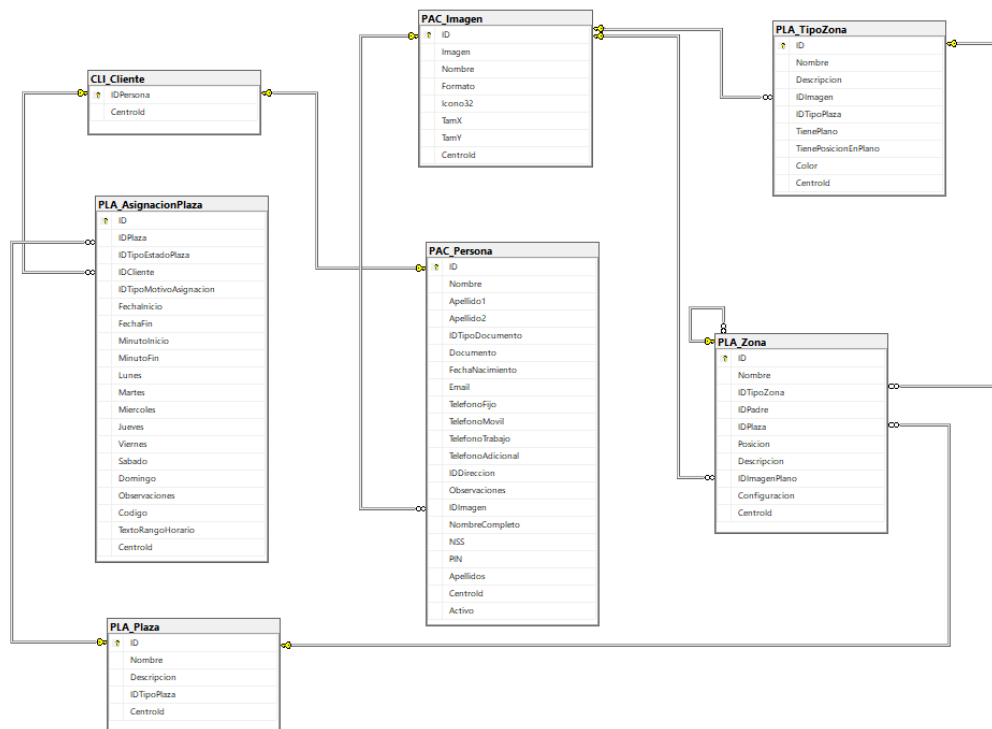 PAC_Imagen
ID
Imagen
Nombre
Formato
Icono32
TamX
TamY
CentroId
PLA_TipoZona
ID
Nombre
Descripcion
IDImagen
IDTipoPlaza
TienePlano
TienePosicionEnPlano
Color
CentroId
CLI_Cliente
IDPersona
CentroId
PLA_AsignacionPlaza
ID
IDPlaza
IDTipoEstadoPlaza
IDCliente
IDTipoMotivoAsignacion
FechaInicio
FechaFin
MinutoInicio
MinutoFin
Lunes
Martes
Miercoles
Jueves
Viernes
Sabado
Domingo
Observaciones
Codigo
TextoRangoHorario
CentroId
PAC_Persona
ID
Nombre
Apellido1
Apellido2
IDTipoDocumento
Documento
FechaNacimiento
Email
TelefonoFijo
TelefonoMovil
TelefonoTrabajo
TelefonoAdicional
IDDireccion
Observaciones
IDImagen
NombreCompleto
NSS
PIN
Apellidos
CentroId
Activo
PLA_Zona
ID
Nombre
IDTipoZona
IDPadre
IDPlaza
Posicion
Descripcion
IDImagenPlano
Configuracion
CentroId
PLA_Plaza
ID
Nombre
Descripcion
IDTipoPlaza
CentroId